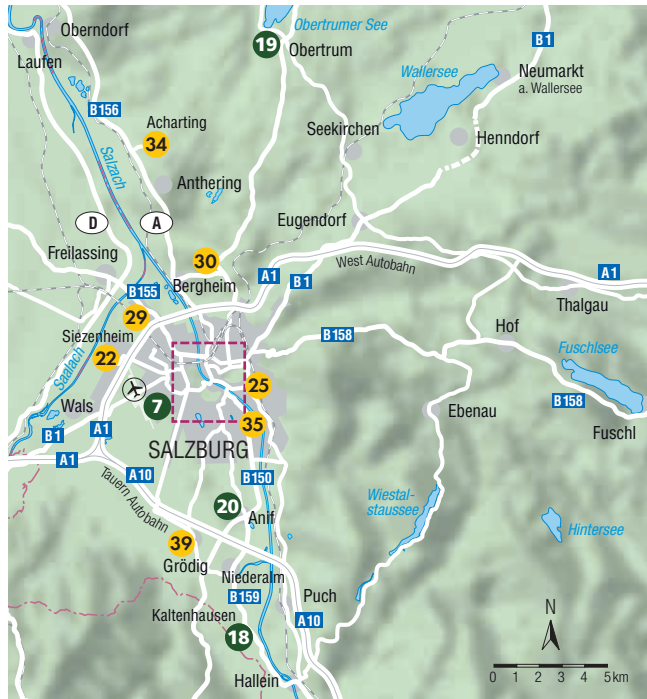 Obertrumer See
Oberndorf
B1
19
Obertrum
Laufen
Wallersee
Neumarkt
a. Wallersee
B156
Acharting
Seekirchen
Henndorf
34
Salzach
Anthering
D
A
Eugendorf
Freilassing
30
West Autobahn
Bergheim
A1
B1
A1
B155
Thalgau
29
Siezenheim
B158
Hof
Fuschlsee
22
Saalach
25
B158
Wals
7
Ebenau
Fuschl
B1
A1
35
SALZBURG
A1
A10
B150
Tauern Autobahn
Wiestal-
staussee
20
Anif
Hintersee
39
Grödig
Niederalm
Puch
B159
N
Kaltenhausen
A10
18
Hallein
0 1 2 3 4 5km